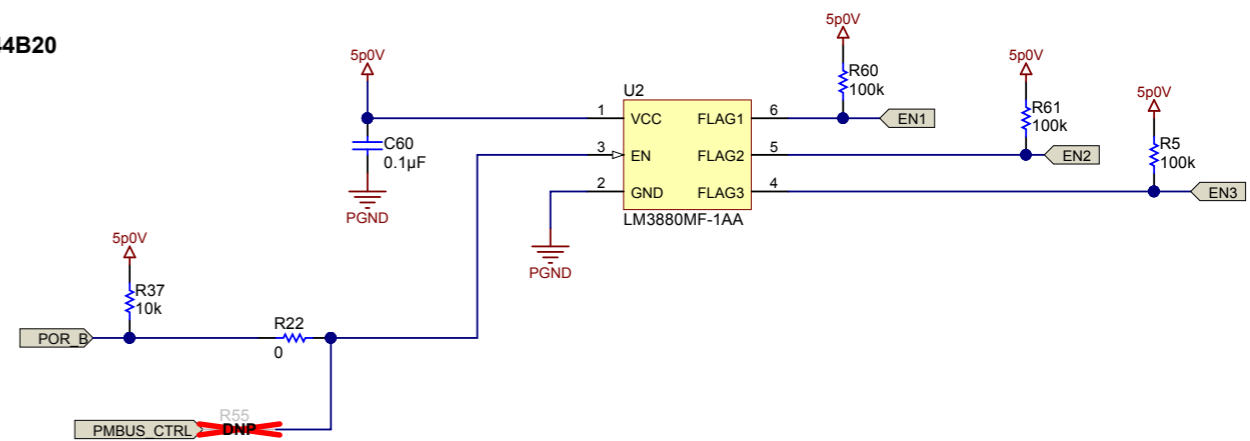 44B20
5p0V
R60
100k
5p0V
R61
100k
5p0V
R5
100k
5p0V
C60
0.1µF
PGND
U2
1 VCC FLAG1 6
3 EN FLAG2 5
2 GND FLAG3 4
LM3880MF-1AA
EN1
EN2
EN3
PGND
5p0V
R37
10k
POR_B
R22
0
PMBUS_CTRL
R55
DNP